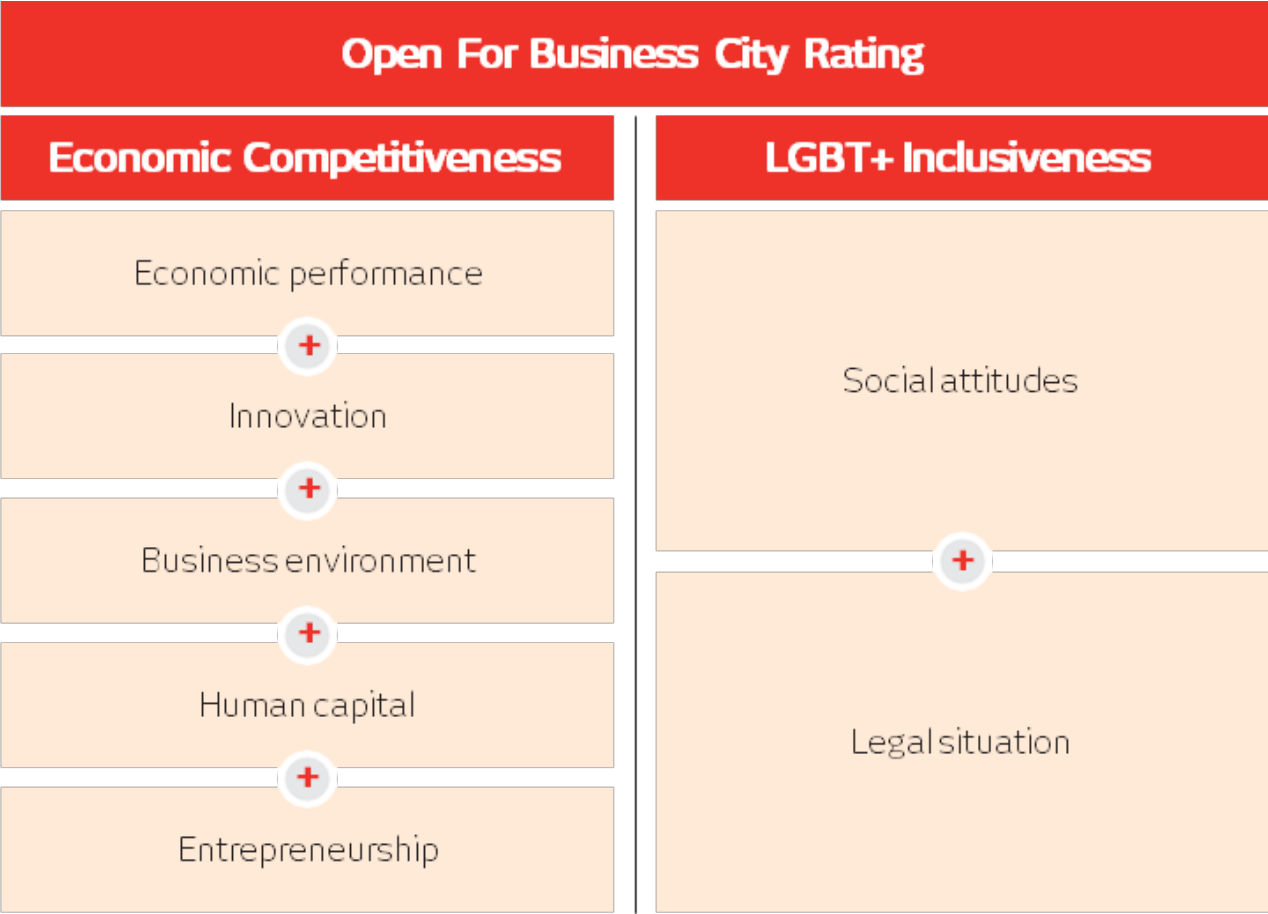 Open For Business City Rating
Economic Competitiveness
Economic performance
+
Innovation
+
Business environment
+
Human capital
+
Entrepreneurship
LGBT+ Inclusiveness
Social attitudes
+
Legal situation